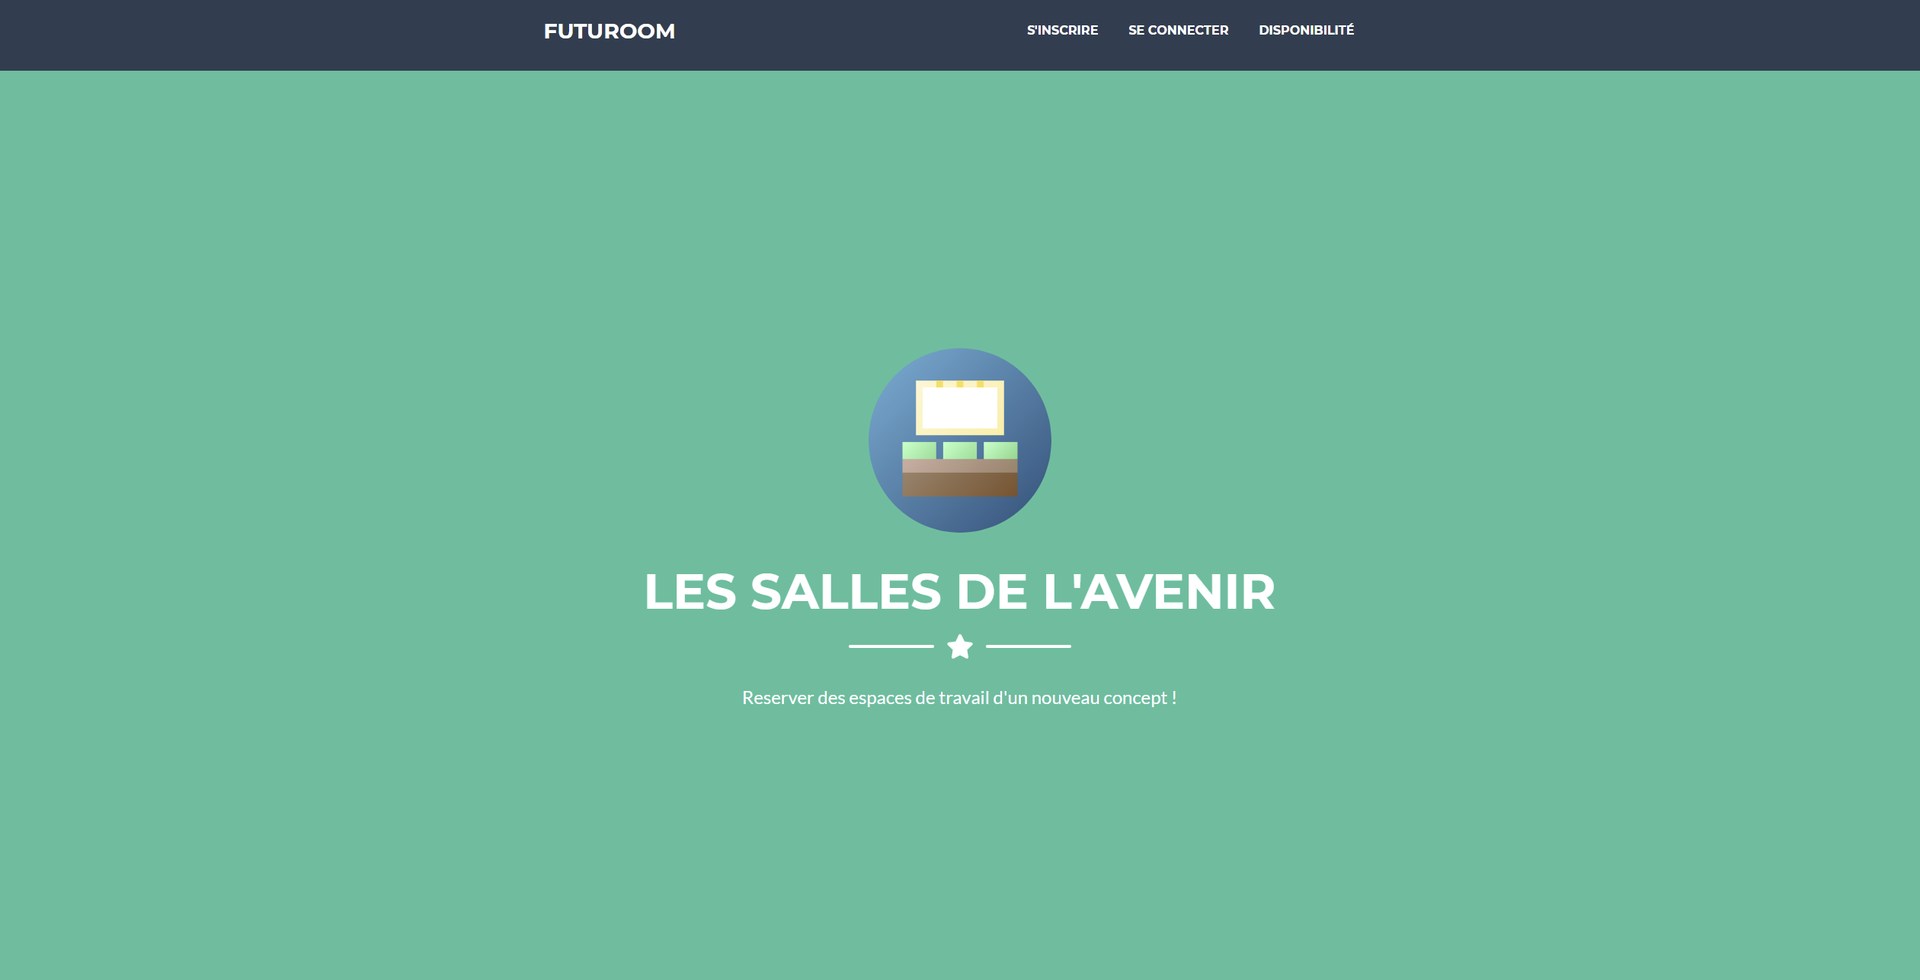 FUTUROOM
S'INSCRIRE SE CONNECTER DISPONIBILITÉ
LES SALLES DE L'AVENIR
Reserver des espaces de travail d'un nouveau concept !